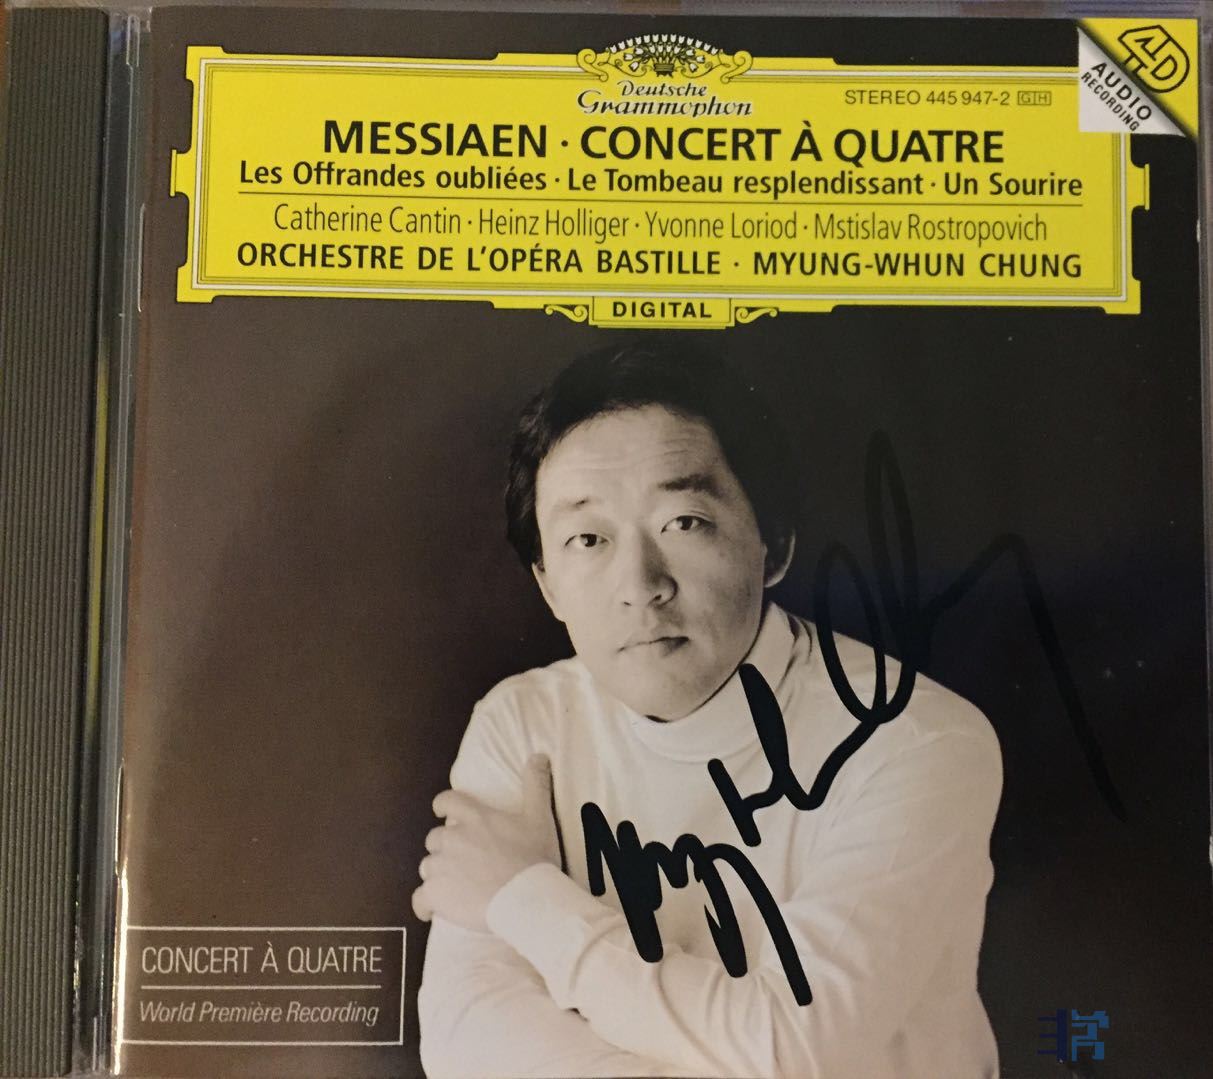 Deutsche
Grammophon
STEREO 445 947-2 GH
4D
AUDIO
RECORDING
MESSIAEN · CONCERT À QUATRE
Les Offrandes oubliées · Le Tombeau resplendissant · Un Sourire
Catherine Cantin · Heinz Holliger · Yvonne Loriod · Mstislav Rostropovich
ORCHESTRE DE L'OPÉRA BASTILLE · MYUNG-WHUN CHUNG
DIGITAL
CONCERT À QUATRE
World Première Recording